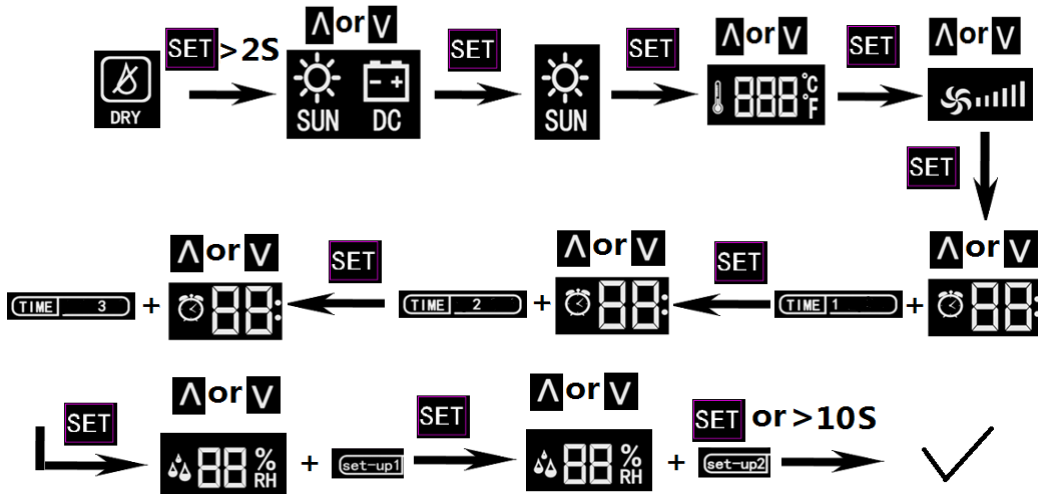 SET >2S
Λ or V
DRY
SUN DC
SET
SUN
SET
Λ or V
888 °C °F
SET
Λ or V
SET
Λ or V
TIME 1 + 88:
SET
Λ or V
TIME 2 + 88:
SET
Λ or V
TIME 3 + 88:
SET
Λ or V
88 % RH + set-up1
SET
Λ or V
88 % RH + set-up2
SET or >10S